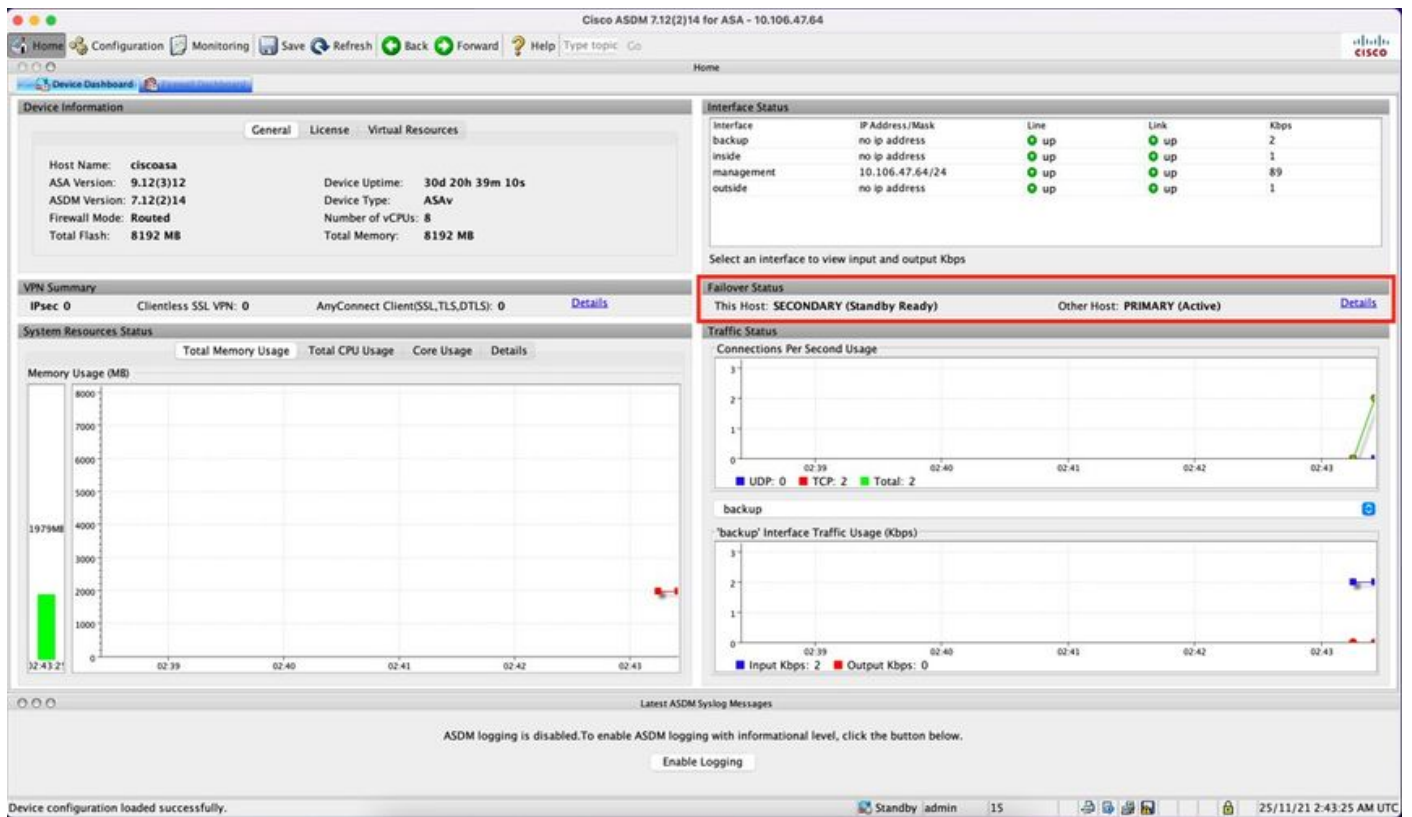 Cisco ASDM 7.12(2)14 for ASA - 10.106.47.64
Home Configuration Monitoring Save Refresh Back Forward Help Type topic Go
CISCO
Home
Device Dashboard Firewall Dashboard
Device Information
General License Virtual Resources
Host Name: ciscoasa
ASA Version: 9.12(3)12 Device Uptime: 30d 20h 39m 10s
ASDM Version: 7.12(2)14 Device Type: ASAv
Firewall Mode: Routed Number of vCPUs: 8
Total Flash: 8192 MB Total Memory: 8192 MB
Interface Status
Interface IP Address/Mask Line Link Kbps
backup no ip address up up 2
inside no ip address up up 1
management 10.106.47.64/24 up up 89
outside no ip address up up 1
Select an interface to view input and output Kbps
VPN Summary
IPsec 0 Clientless SSL VPN: 0 AnyConnect Client(SSL,TLS,DTLS): 0 Details
Failover Status
This Host: SECONDARY (Standby Ready) Other Host: PRIMARY (Active) Details
System Resources Status
Total Memory Usage Total CPU Usage Core Usage Details
Memory Usage (MB)
8000
7000
6000
5000
1979MB 4000
3000
2000
1000
0
02:43:2
02:39 02:40 02:41 02:42 02:43
Traffic Status
Connections Per Second Usage
3
2
1
0
02:39 02:40 02:41 02:42 02:43
UDP: 0 TCP: 2 Total: 2
backup
'backup' Interface Traffic Usage (Kbps)
3
2
1
0
02:39 02:40 02:41 02:42 02:43
Input Kbps: 2 Output Kbps: 0
Latest ASDM Syslog Messages
ASDM logging is disabled.To enable ASDM logging with informational level, click the button below.
Enable Logging
Device configuration loaded successfully. Standby admin 15 25/11/21 2:43:25 AM UTC